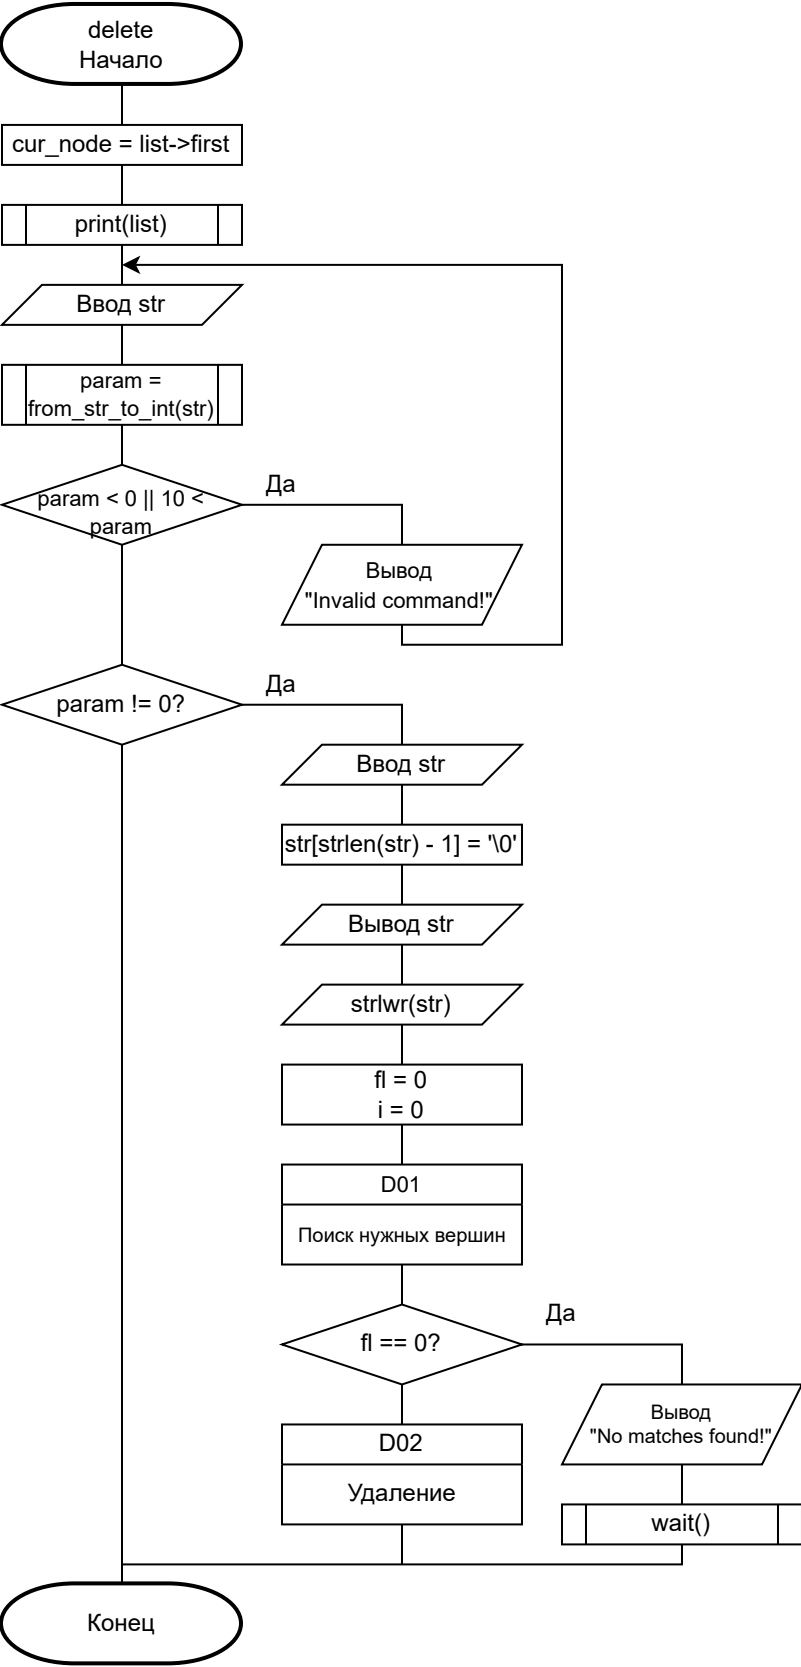 delete
Начало
cur_node = list->first
print(list)
Ввод str
param =
from_str_to_int(str)
param < 0 || 10 <
param
Да
Вывод
"Invalid command!"
param != 0?
Да
Ввод str
str[strlen(str) - 1] = '\0'
Вывод str
strlwr(str)
fl = 0
i = 0
D01
Поиск нужных вершин
fl == 0?
Да
Вывод
"No matches found!"
D02
Удаление
wait()
Конец